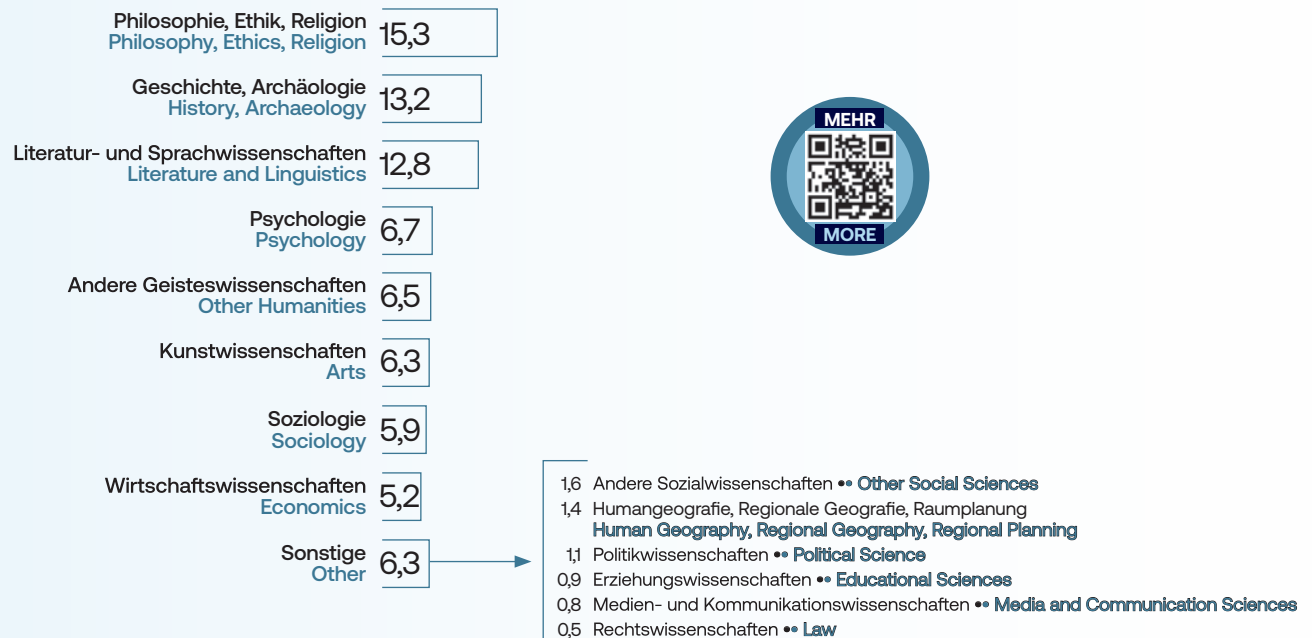 Philosophie, Ethik, Religion
Philosophy, Ethics, Religion
15,3
Geschichte, Archäologie
History, Archaeology
13,2
Literatur- und Sprachwissenschaften
Literature and Linguistics
12,8
Psychologie
Psychology
6,7
Andere Geisteswissenschaften
Other Humanities
6,5
Kunstwissenschaften
Arts
6,3
Soziologie
Sociology
5,9
Wirtschaftswissenschaften
Economics
5,2
Sonstige
Other
6,3
MEHR
MORE
1,6 Andere Sozialwissenschaften •• Other Social Sciences
1,4 Humangeografie, Regionale Geografie, Raumplanung
Human Geography, Regional Geography, Regional Planning
1,1 Politikwissenschaften •• Political Science
0,9 Erziehungswissenschaften •• Educational Sciences
0,8 Medien- und Kommunikationswissenschaften •• Media and Communication Sciences
0,5 Rechtswissenschaften •• Law